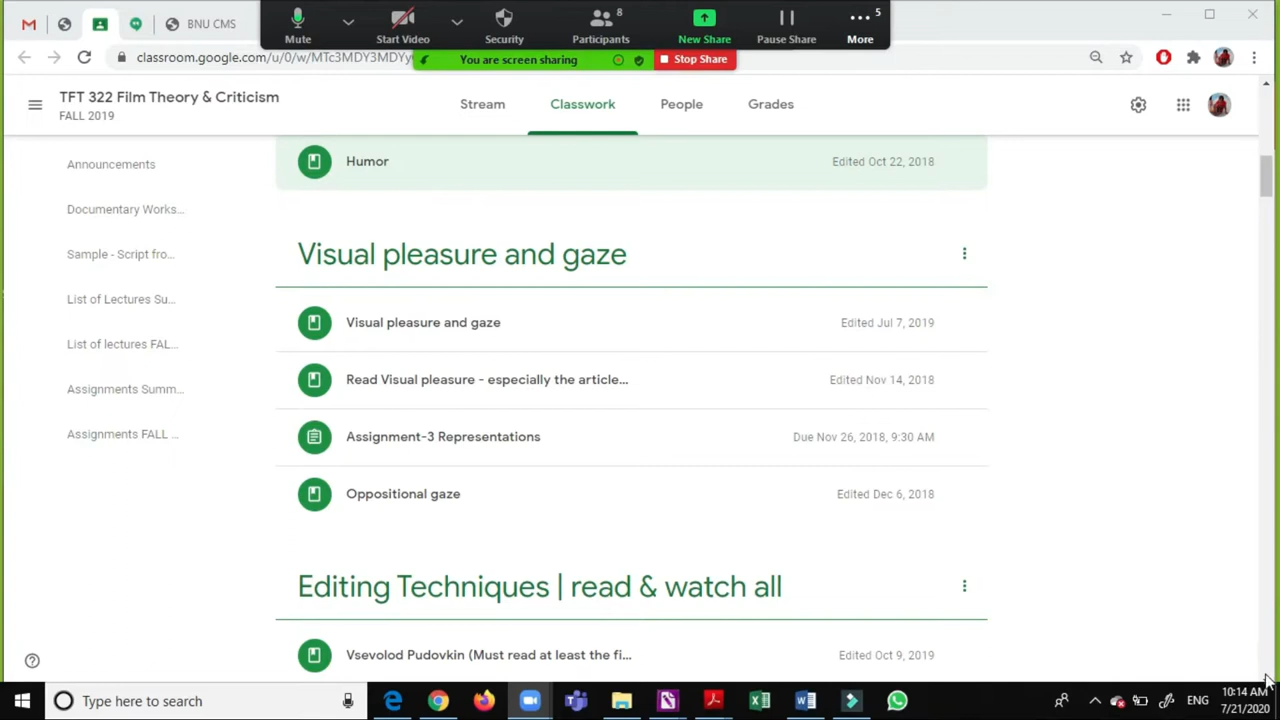 BNU CMS
Mute
Start Video
Security
8
Participants
New Share
Pause Share
5
More
classroom.google.com/u/0/w/MTc3MDY3MDYy
You are screen sharing
Stop Share
TFT 322 Film Theory & Criticism
FALL 2019
Stream
Classwork
People
Grades
Announcements
Documentary Works...
Sample - Script fro...
List of Lectures Su...
List of lectures FAL...
Assignments Summ...
Assignments FALL ...
Humor
Edited Oct 22, 2018
Visual pleasure and gaze
Visual pleasure and gaze
Edited Jul 7, 2019
Read Visual pleasure - especially the article...
Edited Nov 14, 2018
Assignment-3 Representations
Due Nov 26, 2018, 9:30 AM
Oppositional gaze
Edited Dec 6, 2018
Editing Techniques | read & watch all
Vsevolod Pudovkin (Must read at least the fi...
Edited Oct 9, 2019
Type here to search
ENG
10:14 AM
7/21/2020